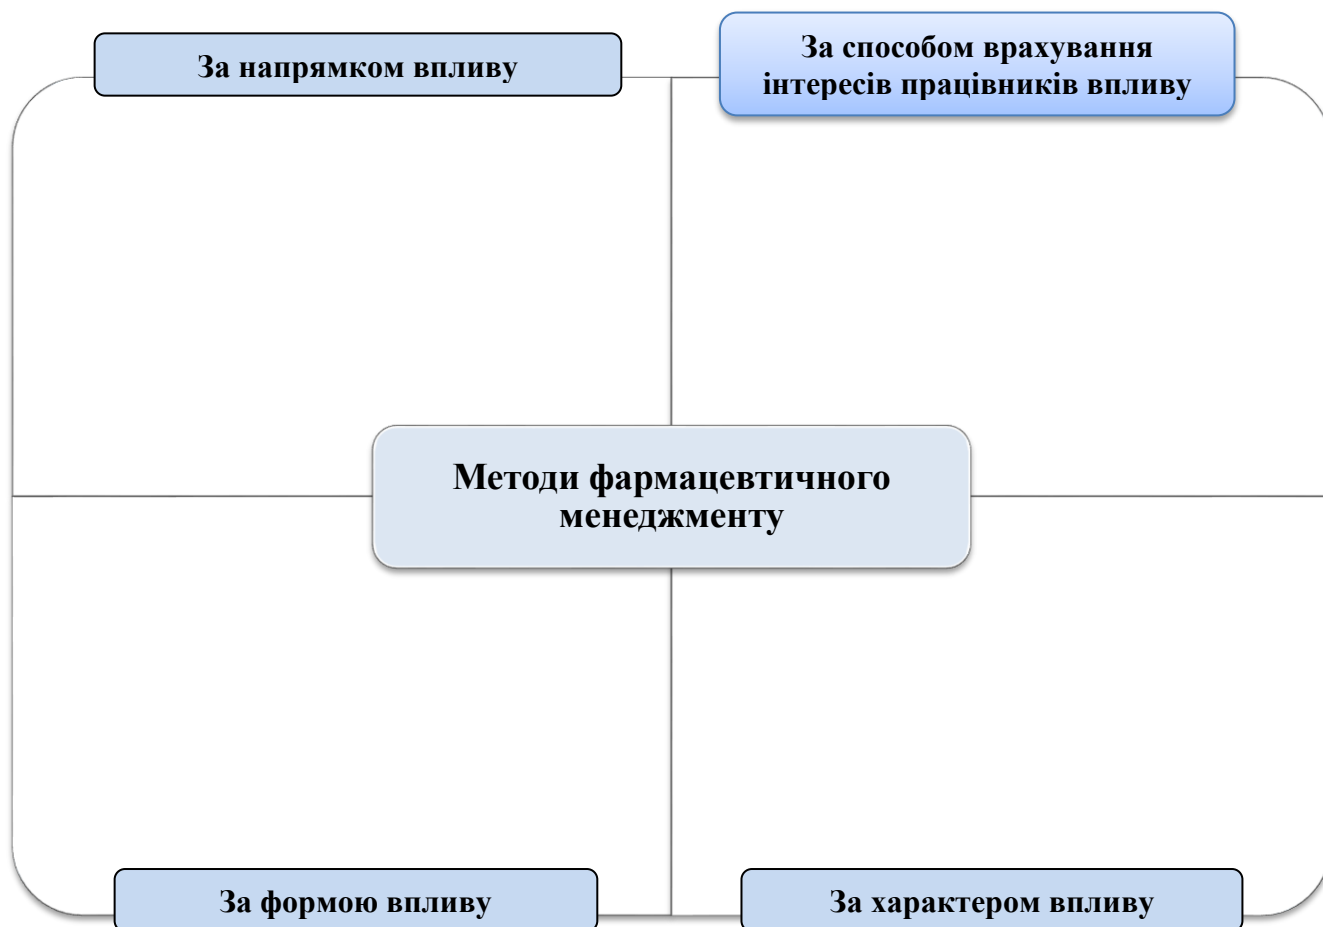 За напрямком впливу
За способом врахування
інтересів працівників впливу
Методи фармацевтичного
менеджменту
За формою впливу
За характером впливу